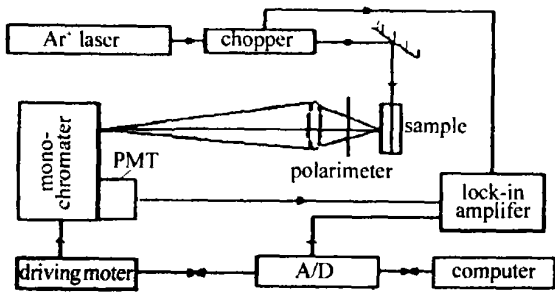 Ar⁺ laser
chopper
sample
polarimeter
mono-
chromater
PMT
lock-in
amplifer
driving moter
A/D
computer